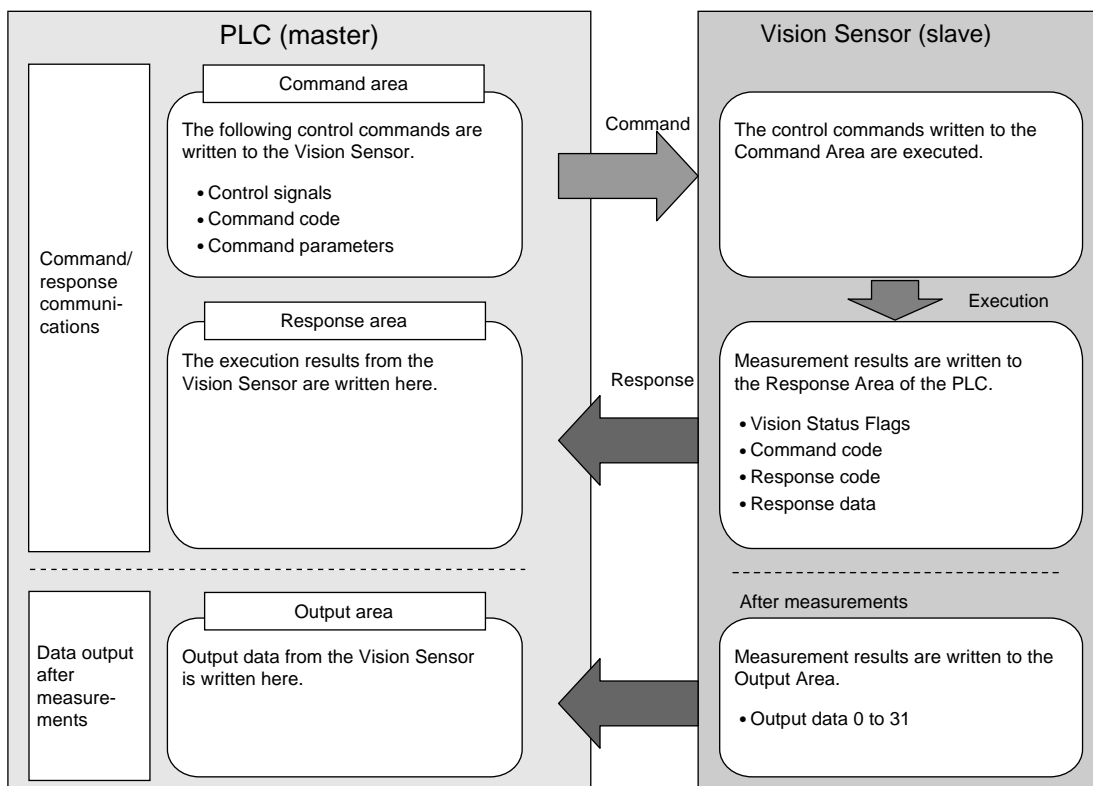 PLC (master)
Command/
response
communi-
cations
Command area
The following control commands are
written to the Vision Sensor.
• Control signals
• Command code
• Command parameters
Response area
The execution results from the
Vision Sensor are written here.
Command
Response
Vision Sensor (slave)
The control commands written to the
Command Area are executed.
Execution
Measurement results are written to
the Response Area of the PLC.
• Vision Status Flags
• Command code
• Response code
• Response data
Data output
after
measure-
ments
Output area
Output data from the Vision Sensor
is written here.
After measurements
Measurement results are written to the
Output Area.
• Output data 0 to 31